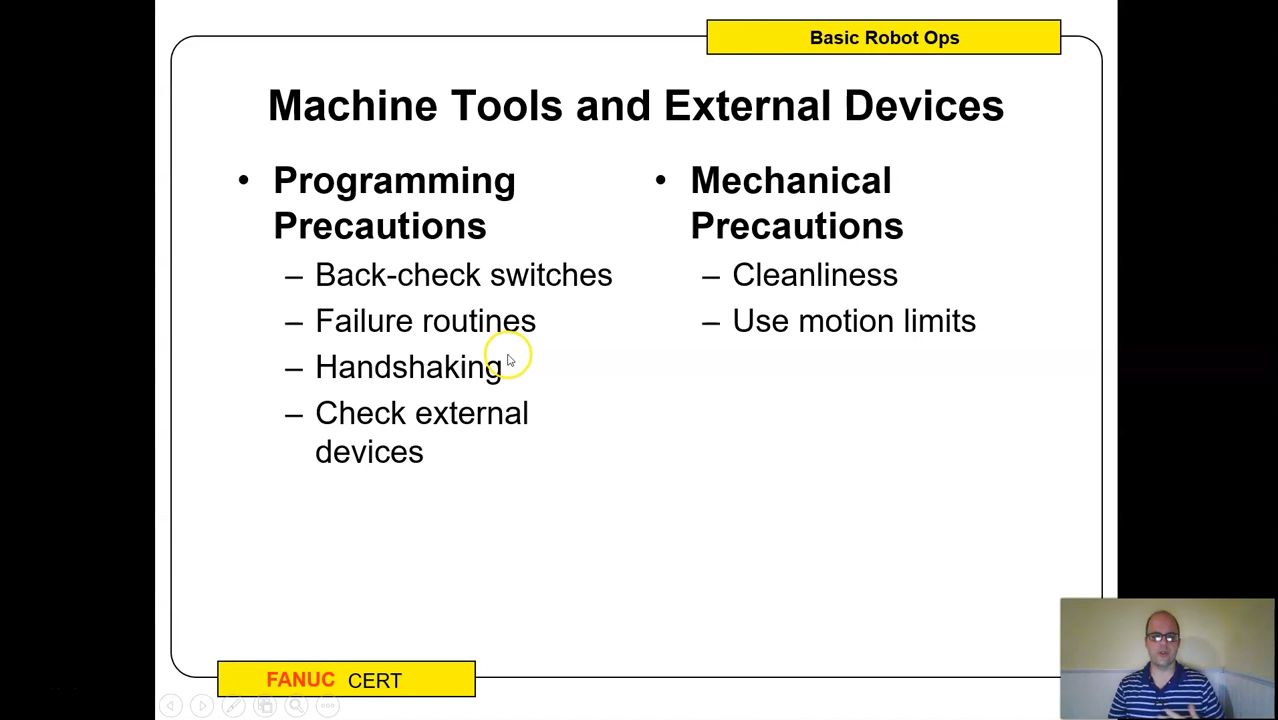 Basic Robot Ops
Machine Tools and External Devices
• Programming
Precautions
– Back-check switches
– Failure routines
– Handshaking
– Check external
devices
• Mechanical
Precautions
– Cleanliness
– Use motion limits
FANUC CERT